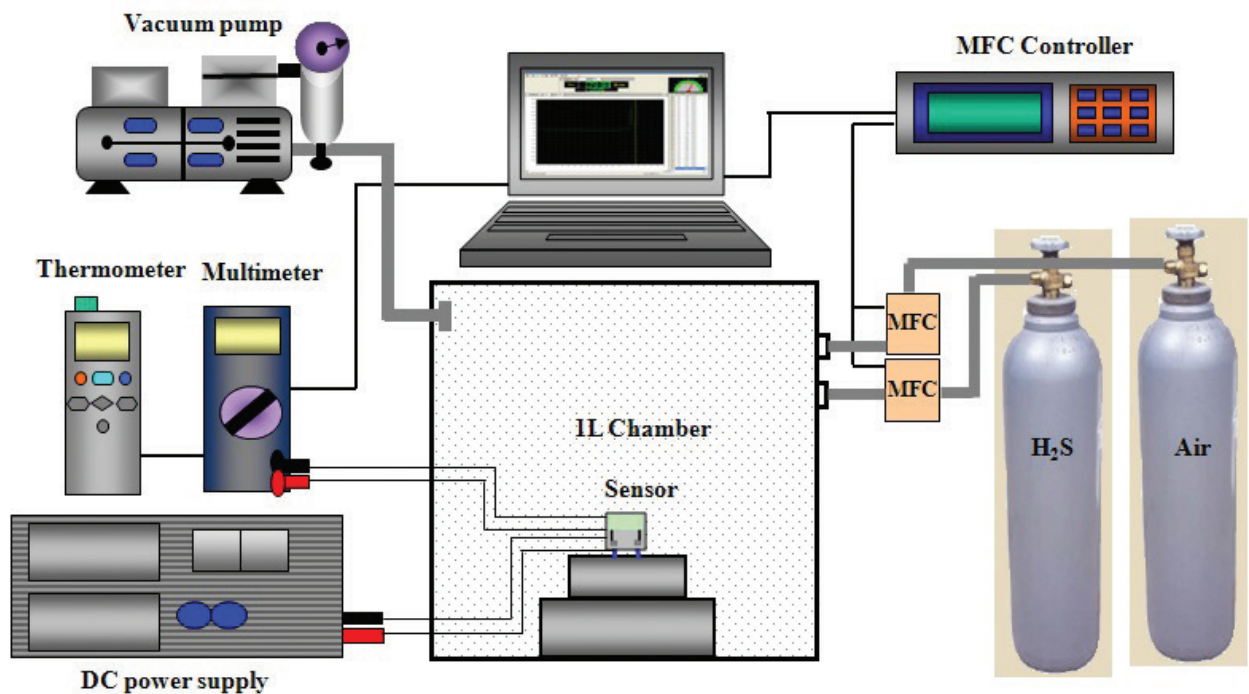 Vacuum pump
MFC Controller
Thermometer
Multimeter
MFC
MFC
1L Chamber
H₂S
Air
Sensor
DC power supply